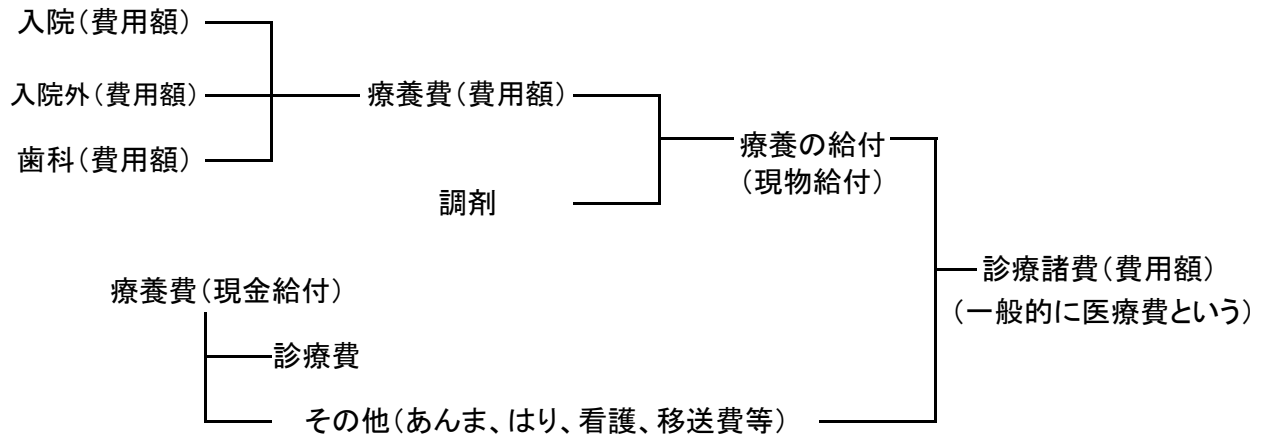 入院(費用額)
入院外(費用額)
療養費(費用額)
歯科(費用額)
療養の給付
(現物給付)
調剤
診療諸費(費用額)
(一般的に医療費という)
療養費(現金給付)
診療費
その他(あんま、はり、看護、移送費等)